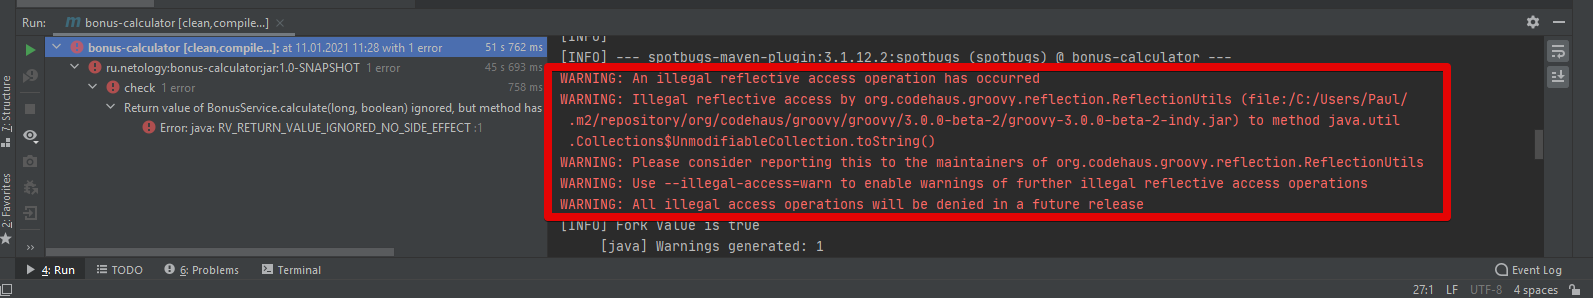 Run:
bonus-calculator [clean,compile...]
bonus-calculator [clean,compile...]: at 11.01.2021 11:28 with 1 error 51 s 762 ms
ru.netology:bonus-calculator:jar:1.0-SNAPSHOT 1 error 45 s 693 ms
check 1 error 758 ms
Return value of BonusService.calculate(long, boolean) ignored, but method has
Error: java: RV_RETURN_VALUE_IGNORED_NO_SIDE_EFFECT :1
[INFO]
[INFO] --- spotbugs-maven-plugin:3.1.12.2:spotbugs (spotbugs) @ bonus-calculator ---
WARNING: An illegal reflective access operation has occurred
WARNING: Illegal reflective access by org.codehaus.groovy.reflection.ReflectionUtils (file:/C:/Users/Paul/
.m2/repository/org/codehaus/groovy/groovy/3.0.0-beta-2/groovy-3.0.0-beta-2-indy.jar) to method java.util
.Collections$UnmodifiableCollection.toString()
WARNING: Please consider reporting this to the maintainers of org.codehaus.groovy.reflection.ReflectionUtils
WARNING: Use --illegal-access=warn to enable warnings of further illegal reflective access operations
WARNING: All illegal access operations will be denied in a future release
[INFO] Fork Value is true
[java] Warnings generated: 1
7: Structure
2: Favorites
4: Run
TODO
6: Problems
Terminal
Event Log
27:1 LF UTF-8 4 spaces